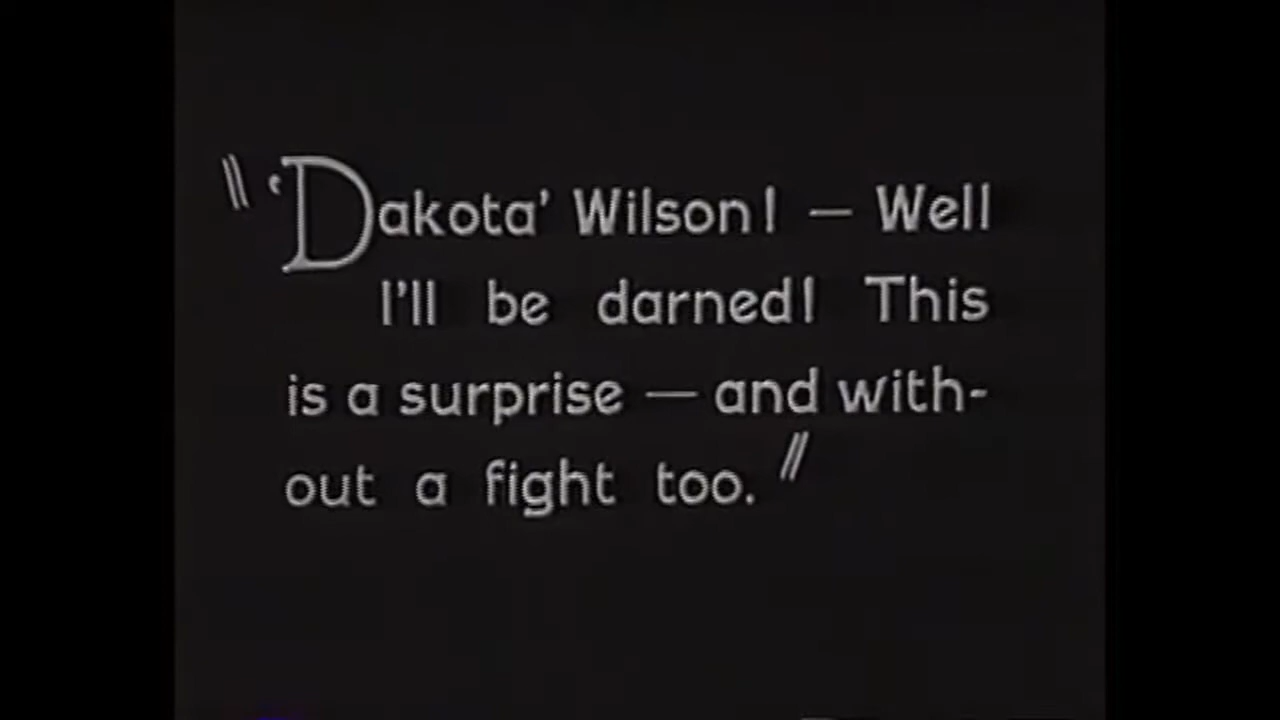 "'Dakota' Wilson! — Well
I'll be darned! This
is a surprise — and with-
out a fight too."